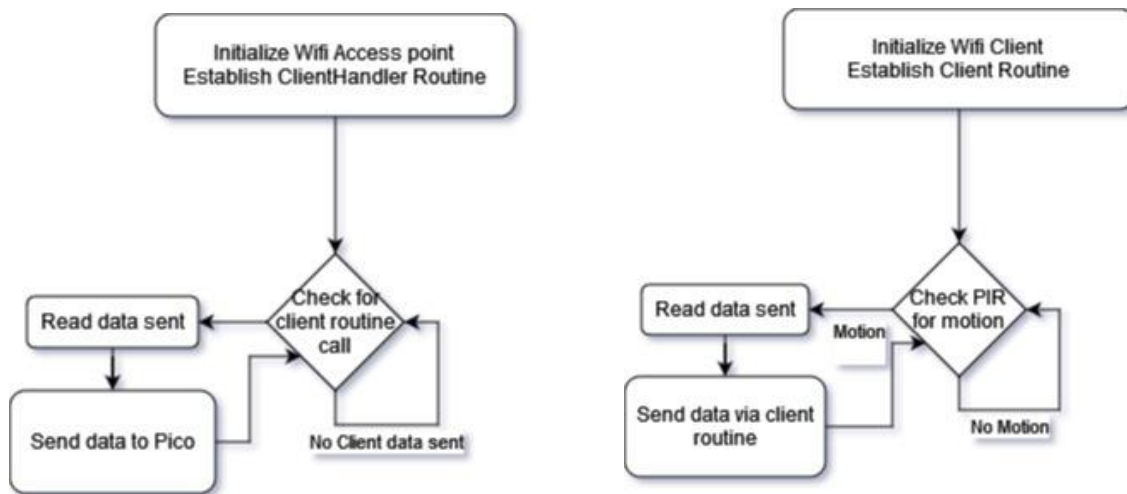 Initialize Wifi Access point
Establish ClientHandler Routine
Check for
client routine
call
Read data sent
Send data to Pico
No Client data sent
Initialize Wifi Client
Establish Client Routine
Check PIR
for motion
Read data sent
Motion
Send data via client
routine
No Motion